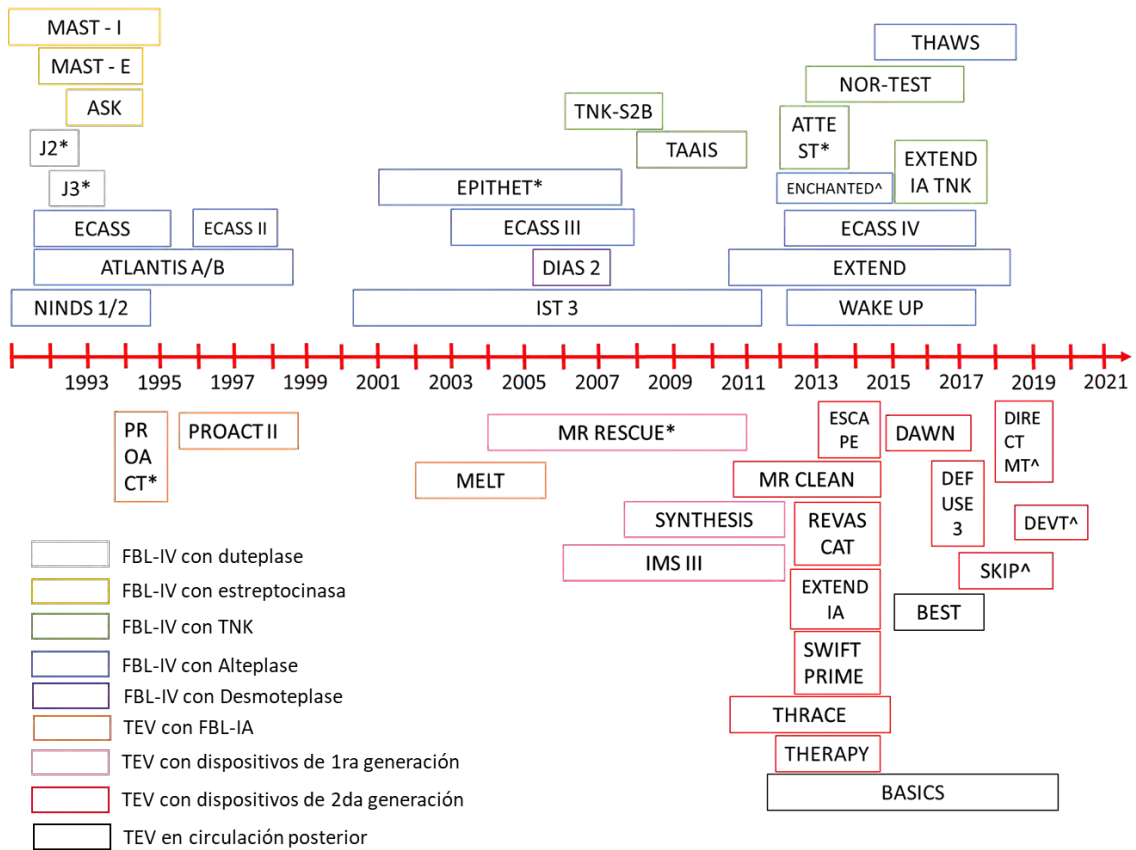 MAST - I
THAWS
MAST - E
NOR-TEST
ASK
TNK-S2B
ATTE
ST*
J2*
TAAIS
EXTEND
IA TNK
J3*
EPITHET*
ENCHANTED^
ECASS
ECASS II
ECASS III
ECASS IV
ATLANTIS A/B
DIAS 2
EXTEND
NINDS 1/2
IST 3
WAKE UP
1993 1995 1997 1999 2001 2003 2005 2007 2009 2011 2013 2015 2017 2019 2021
PR
OA
CT*
PROACT II
MR RESCUE*
ESCA
PE
DAWN
DIRE
CT
MT^
MELT
MR CLEAN
DEF
USE
3
SYNTHESIS
REVAS
CAT
DEVT^
IMS III
SKIP^
EXTEND
IA
BEST
SWIFT
PRIME
THRACE
THERAPY
BASICS
FBL-IV con duteplase
FBL-IV con estreptocinasa
FBL-IV con TNK
FBL-IV con Alteplase
FBL-IV con Desmoteplase
TEV con FBL-IA
TEV con dispositivos de 1ra generación
TEV con dispositivos de 2da generación
TEV en circulación posterior